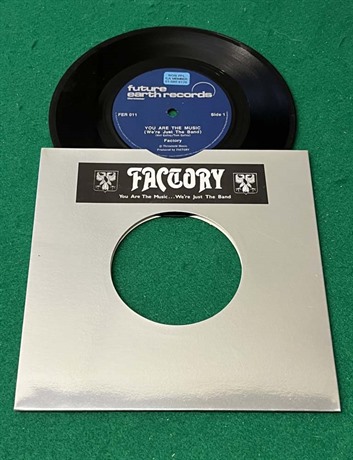 future
earth records
FER 011
Side 1
YOU ARE THE MUSIC
(We're Just The Band)
Factory
FACTORY
You Are The Music...We're Just The Band